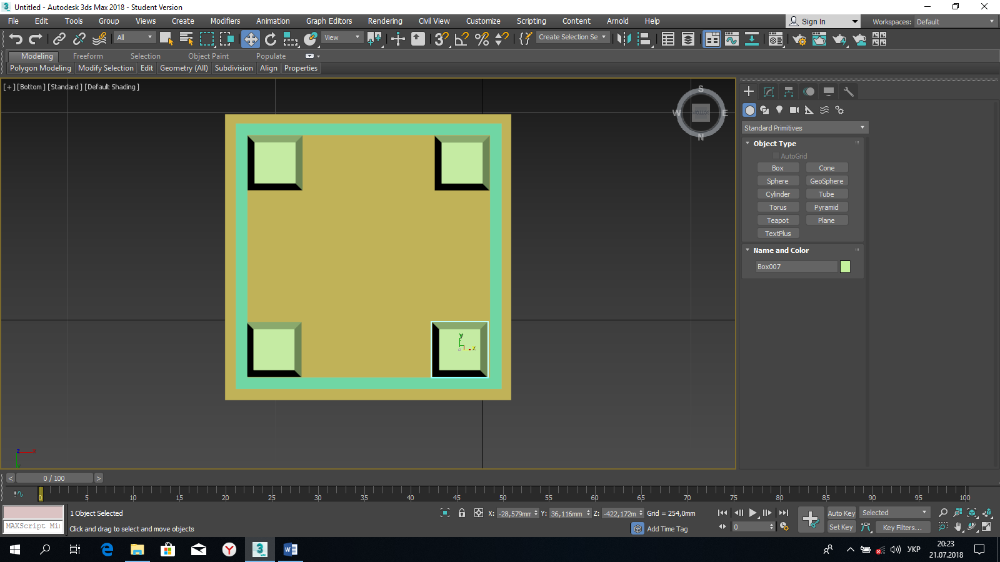 Untitled - Autodesk 3ds Max 2018 - Student Version
File Edit Tools Group Views Create Modifiers Animation Graph Editors Rendering Civil View Customize Scripting Content Arnold Help Sign In Workspaces: Default
All View 3 Create Selection Se
Modeling Freeform Selection Object Paint Populate
Polygon Modeling Modify Selection Edit Geometry (All) Subdivision Align Properties
[+] [Bottom] [Standard] [Default Shading]
S
W BOTTOM E
N
Standard Primitives
Object Type
AutoGrid
Box Cone
Sphere GeoSphere
Cylinder Tube
Torus Pyramid
Teapot Plane
TextPlus
Name and Color
Box007
y
x
z x
y
< 0 / 100 >
0 5 10 15 20 25 30 35 40 45 50 55 60 65 70 75 80 85 90 95 100
1 Object Selected X: -28,579mm Y: 36,116mm Z: -422,172m Grid = 254,0mm Auto Key Selected
MAXScript Mi Click and drag to select and move objects Add Time Tag 0 Set Key Key Filters...
УКР
20:23
21.07.2018